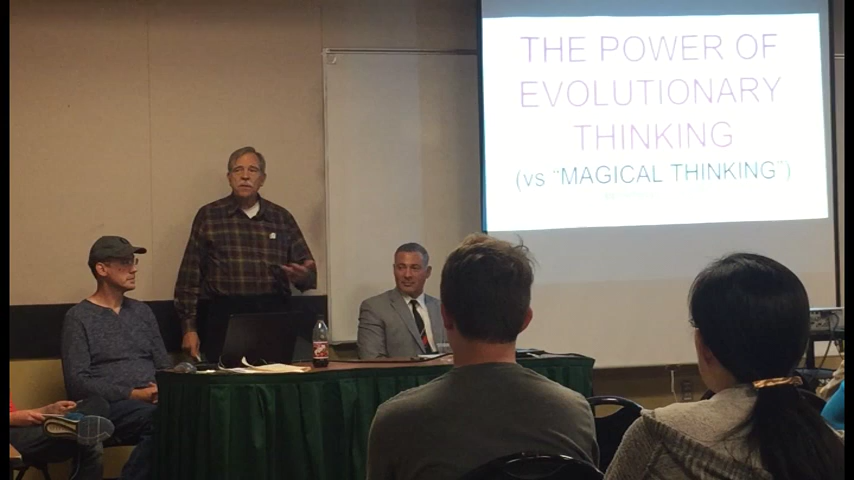 THE POWER OF
EVOLUTIONARY
THINKING
(vs "MAGICAL THINKING")